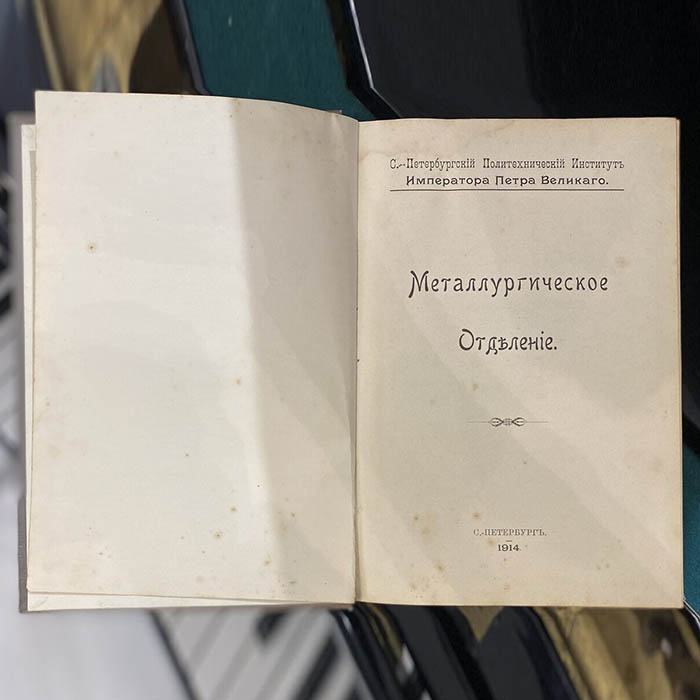 С.-Петербургскій Политехническій Институтъ
Императора Петра Великаго.
Металлургическое
Отдѣленіе.
С.-ПЕТЕРБУРГЪ.
1914